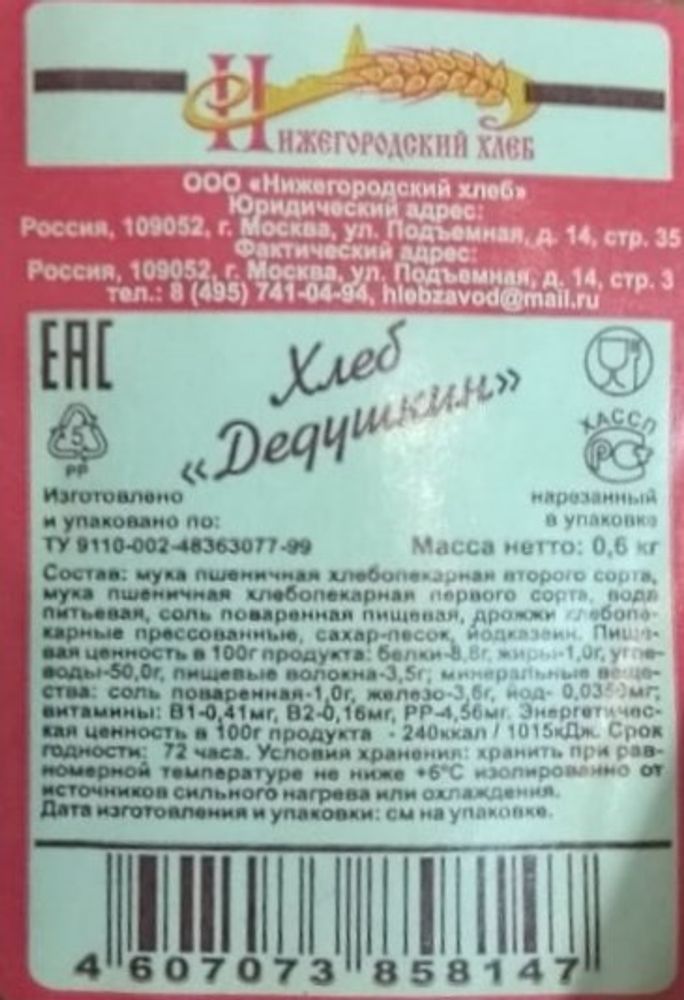 НИЖЕГОРОДСКИЙ ХЛЕБ
ООО «Нижегородский хлеб»
Юридический адрес:
Россия, 109052, г. Москва, ул. Подъемная, д. 14, стр. 35
Фактический адрес:
Россия, 109052, г. Москва, ул. Подъемная, д. 14, стр. 3
тел.: 8 (495) 741-04-94, hlebzavod@mail.ru
ЕАС
Хлеб
«Дедушкин»
5
PP
ХАССП
РС
Изготовлено
и упаковано по:
ТУ 9110-002-48363077-99
нарезанный
в упаковке
Масса нетто: 0,6 кг
Состав: мука пшеничная хлебопекарная второго сорта,
мука пшеничная хлебопекарная первого сорта, вода
питьевая, соль поваренная пищевая, дрожжи хлебопе-
карные прессованные, сахар-песок, йодказеин. Пище-
вая ценность в 100г продукта: белки-8,8г, жиры-1,0г, угле-
воды-50,0г, пищевые волокна-3,5г; минеральные веще-
ства: соль поваренная-1,0г, железо-3,6г, йод-
витамины: В1-0,41мг, В2-0,16мг, РР-4,56мг. Энергетичес-
кая ценность в 100г продукта - 240ккал / 1015кДж. Срок
годности: 72 часа. Условия хранения: хранить при рав-
номерной температуре не ниже +6°С изолированно от
источников сильного нагрева или охлаждения.
Дата изготовления и упаковки: см на упаковке.
4 607073 858147